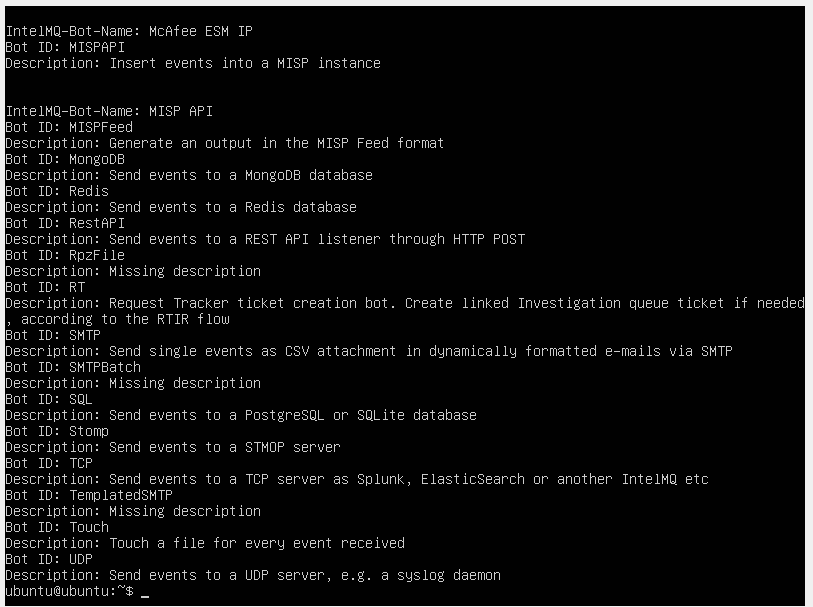 IntelMQ-Bot-Name: McAfee ESM IP
Bot ID: MISPAPI
Description: Insert events into a MISP instance
IntelMQ-Bot-Name: MISP API
Bot ID: MISPFeed
Description: Generate an output in the MISP Feed format
Bot ID: MongoDB
Description: Send events to a MongoDB database
Bot ID: Redis
Description: Send events to a Redis database
Bot ID: RestAPI
Description: Send events to a REST API listener through HTTP POST
Bot ID: RpzFile
Description: Missing description
Bot ID: RT
Description: Request Tracker ticket creation bot. Create linked Investigation queue ticket if needed
, according to the RTIR flow
Bot ID: SMTP
Description: Send single events as CSV attachment in dynamically formatted e-mails via SMTP
Bot ID: SMTPBatch
Description: Missing description
Bot ID: SQL
Description: Send events to a PostgreSQL or SQLite database
Bot ID: Stomp
Description: Send events to a STMOP server
Bot ID: TCP
Description: Send events to a TCP server as Splunk, ElasticSearch or another IntelMQ etc
Bot ID: TemplatedSMTP
Description: Missing description
Bot ID: Touch
Description: Touch a file for every event received
Bot ID: UDP
Description: Send events to a UDP server, e.g. a syslog daemon
ubuntu@ubuntu:~$ _